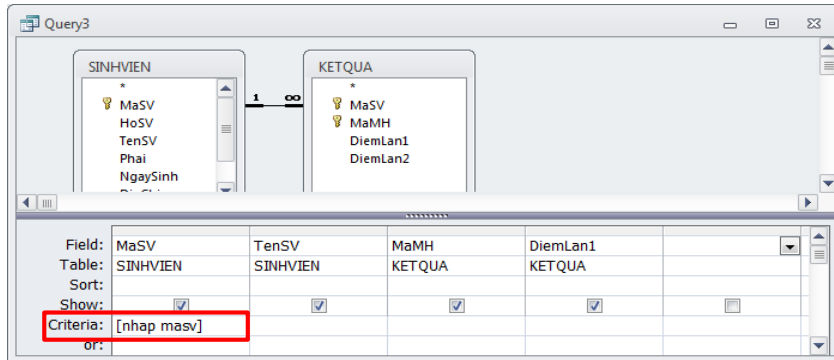 Query3
SINHVIEN
*
MaSV
HoSV
TenSV
Phai
NgaySinh
1 ∞
KETQUA
*
MaSV
MaMH
DiemLan1
DiemLan2
Field: MaSV TenSV MaMH DiemLan1
Table: SINHVIEN SINHVIEN KETQUA KETQUA
Sort:
Show:
Criteria: [nhap masv]
or: